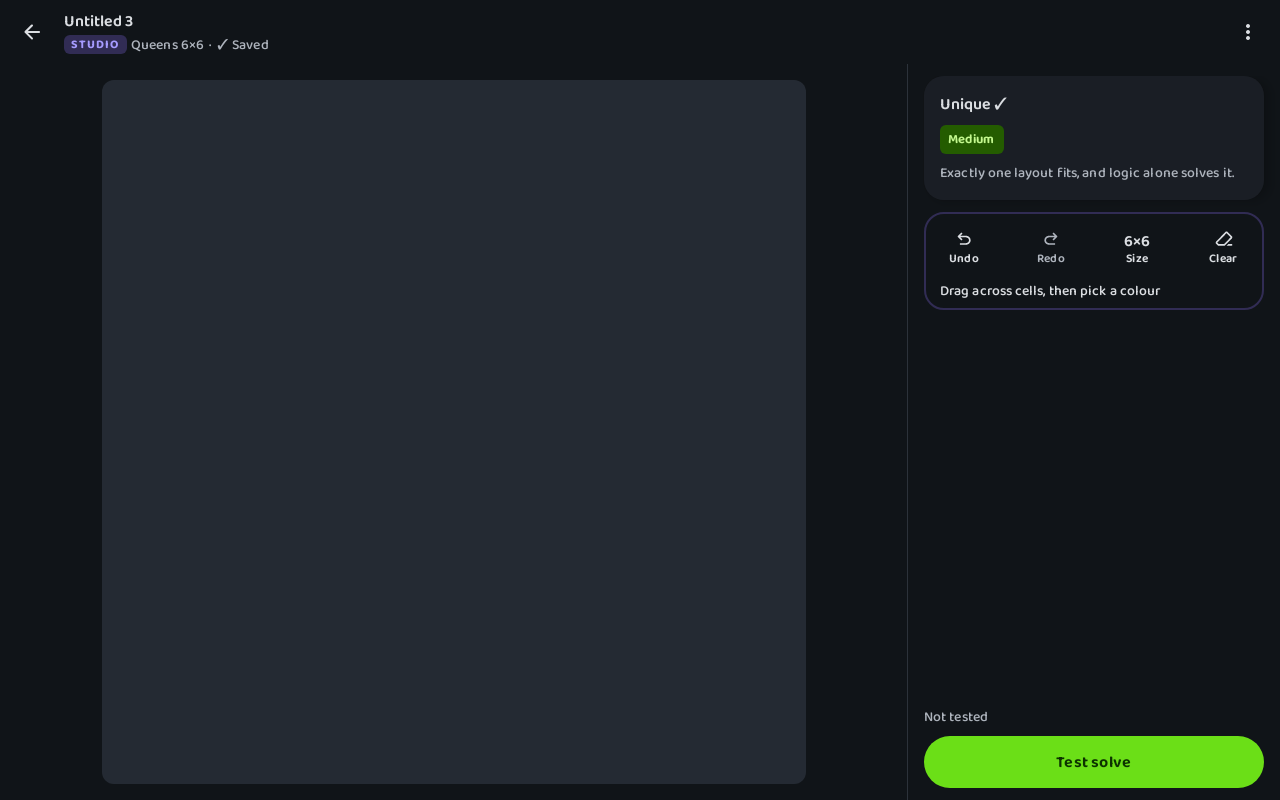 Untitled 3
STUDIO Queens 6×6 · ✓ Saved
Unique ✓
Medium
Exactly one layout fits, and logic alone solves it.
Undo
Redo
6×6
Size
Clear
Drag across cells, then pick a colour
Not tested
Test solve